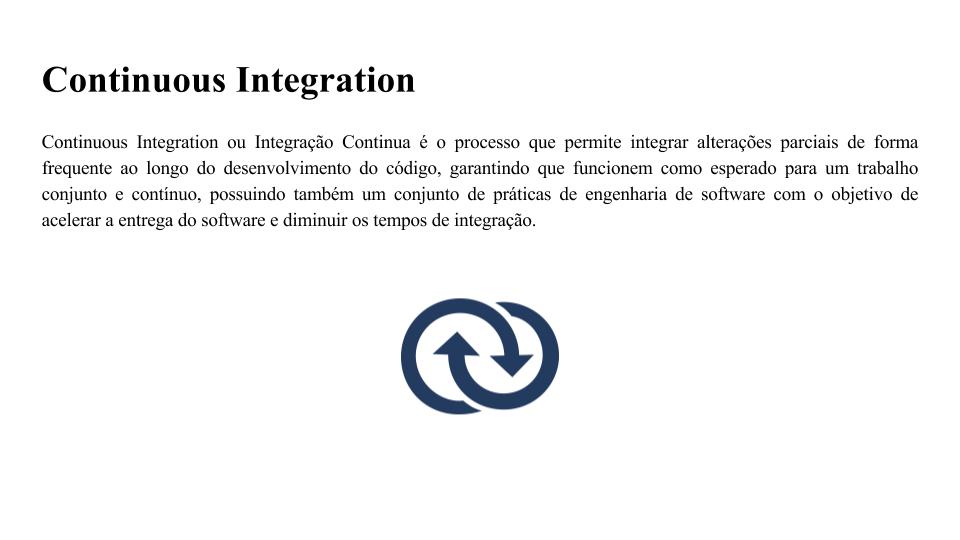 Continuous Integration
Continuous Integration ou Integração Continua é o processo que permite integrar alterações parciais de forma
frequente ao longo do desenvolvimento do código, garantindo que funcionem como esperado para um trabalho
conjunto e contínuo, possuindo também um conjunto de práticas de engenharia de software com o objetivo de
acelerar a entrega do software e diminuir os tempos de integração.